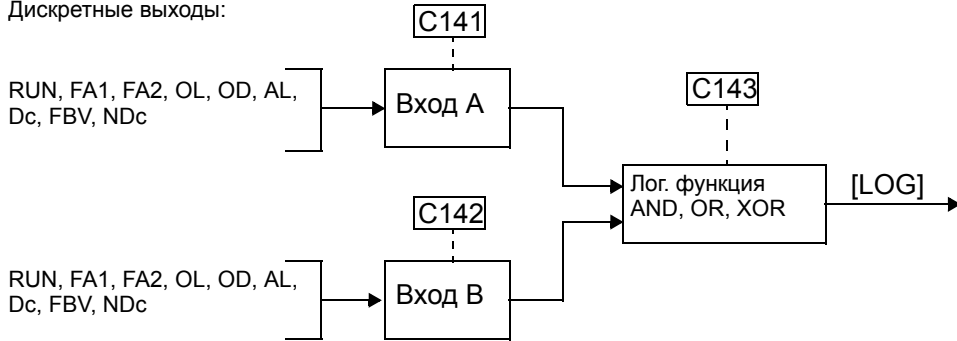 Дискретные выходы:
C141
RUN, FA1, FA2, OL, OD, AL,
Dc, FBV, NDc
Вход A
C143
Лог. функция
AND, OR, XOR
[LOG]
C142
RUN, FA1, FA2, OL, OD, AL,
Dc, FBV, NDc
Вход B